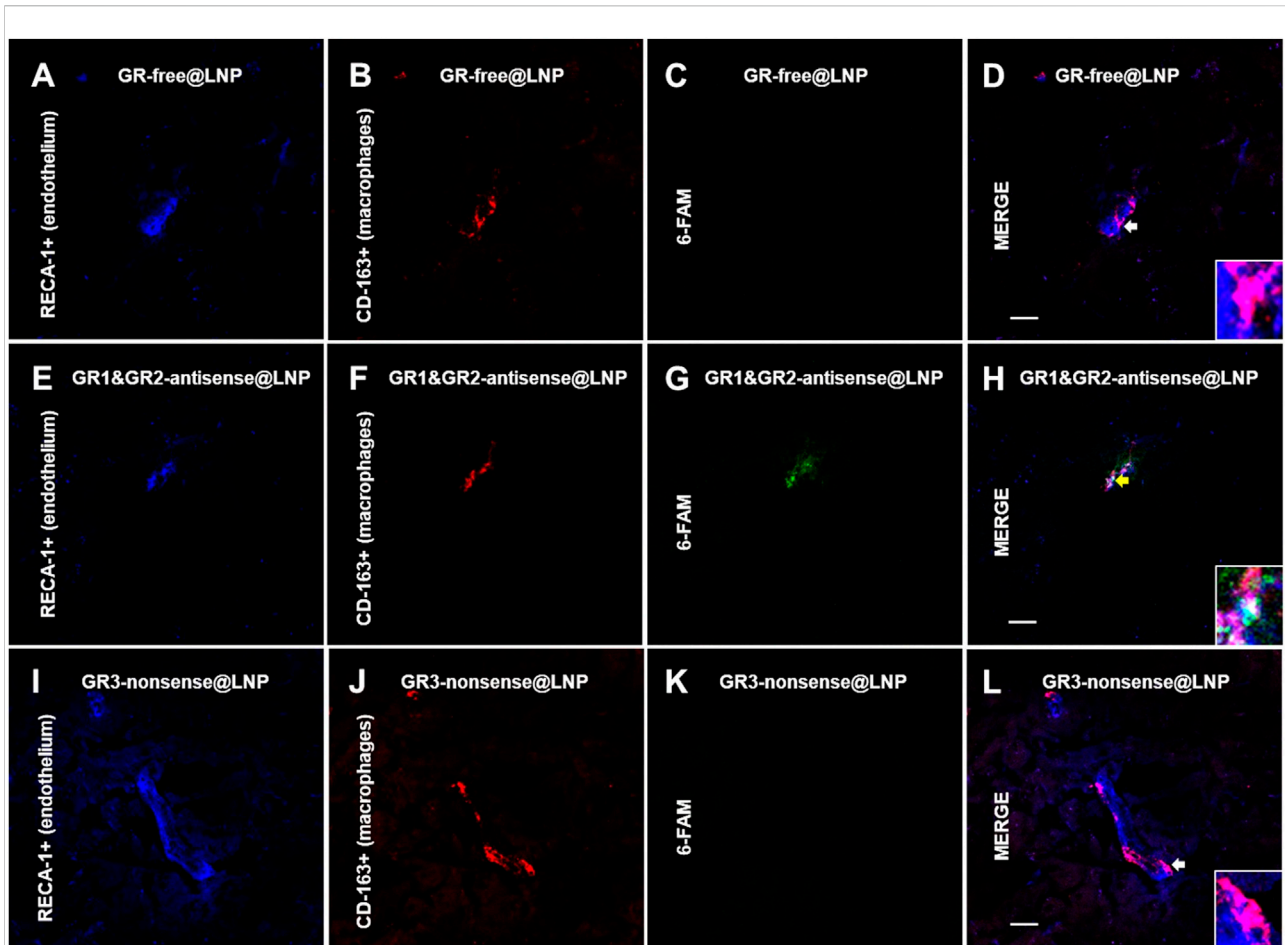 A GR-free@LNP
RECA-1+ (endothelium)
B GR-free@LNP
CD-163+ (macrophages)
C GR-free@LNP
6-FAM
D GR-free@LNP
MERGE
E GR1&GR2-antisense@LNP
RECA-1+ (endothelium)
F GR1&GR2-antisense@LNP
CD-163+ (macrophages)
G GR1&GR2-antisense@LNP
6-FAM
H GR1&GR2-antisense@LNP
MERGE
I GR3-nonsense@LNP
RECA-1+ (endothelium)
J GR3-nonsense@LNP
CD-163+ (macrophages)
K GR3-nonsense@LNP
6-FAM
L GR3-nonsense@LNP
MERGE